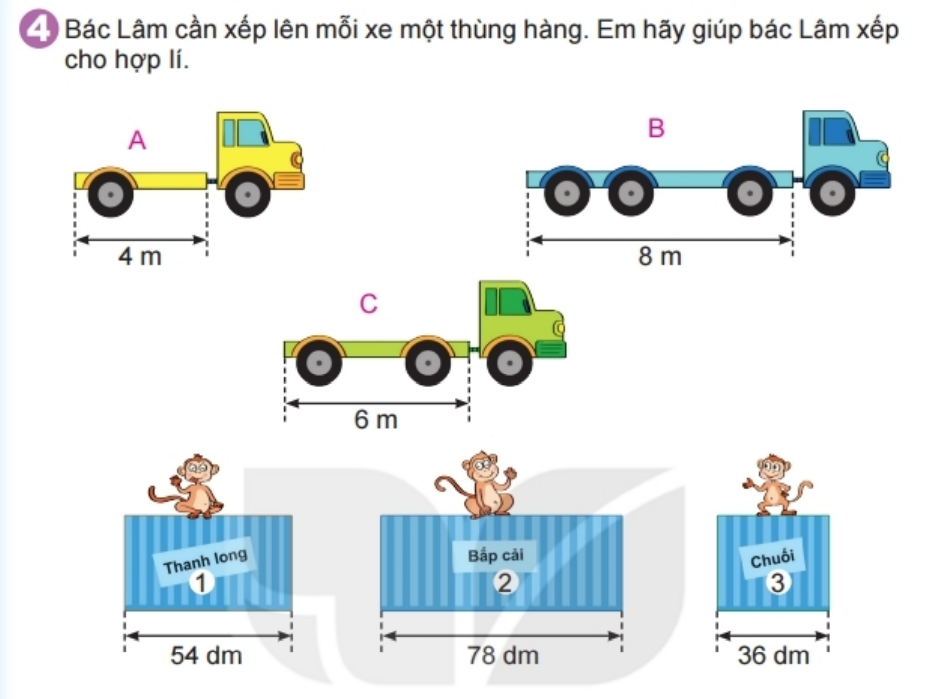 4 Bác Lâm cần xếp lên mỗi xe một thùng hàng. Em hãy giúp bác Lâm xếp
cho hợp lí.
A
B
4 m
8 m
C
6 m
Thanh long
1
Bắp cải
2
Chuối
3
54 dm
78 dm
36 dm